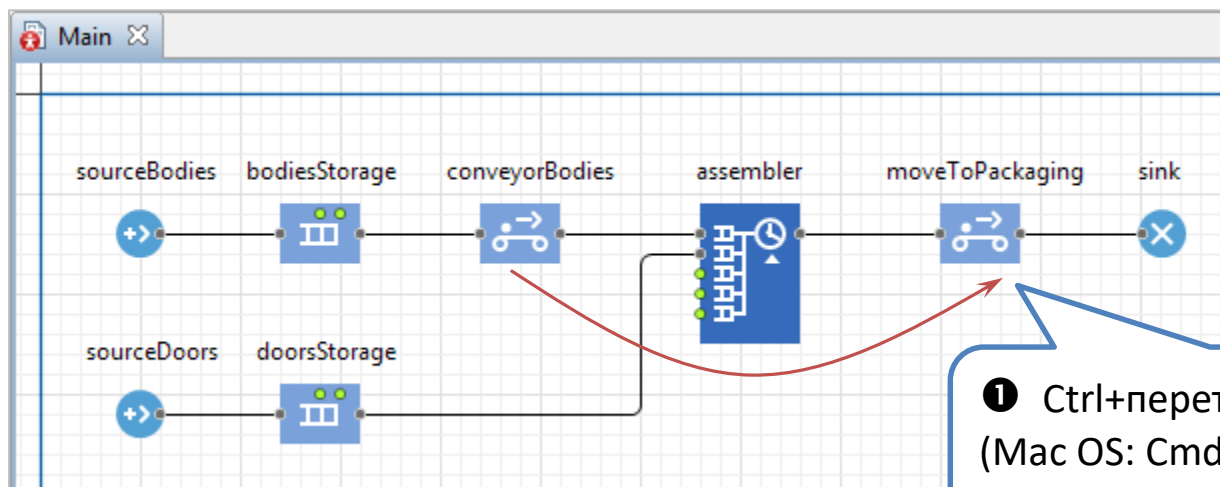 Main
sourceBodies bodiesStorage conveyorBodies assembler moveToPackaging sink
sourceDoors doorsStorage
❶ Ctrl+перет
(Mac OS: Cmd